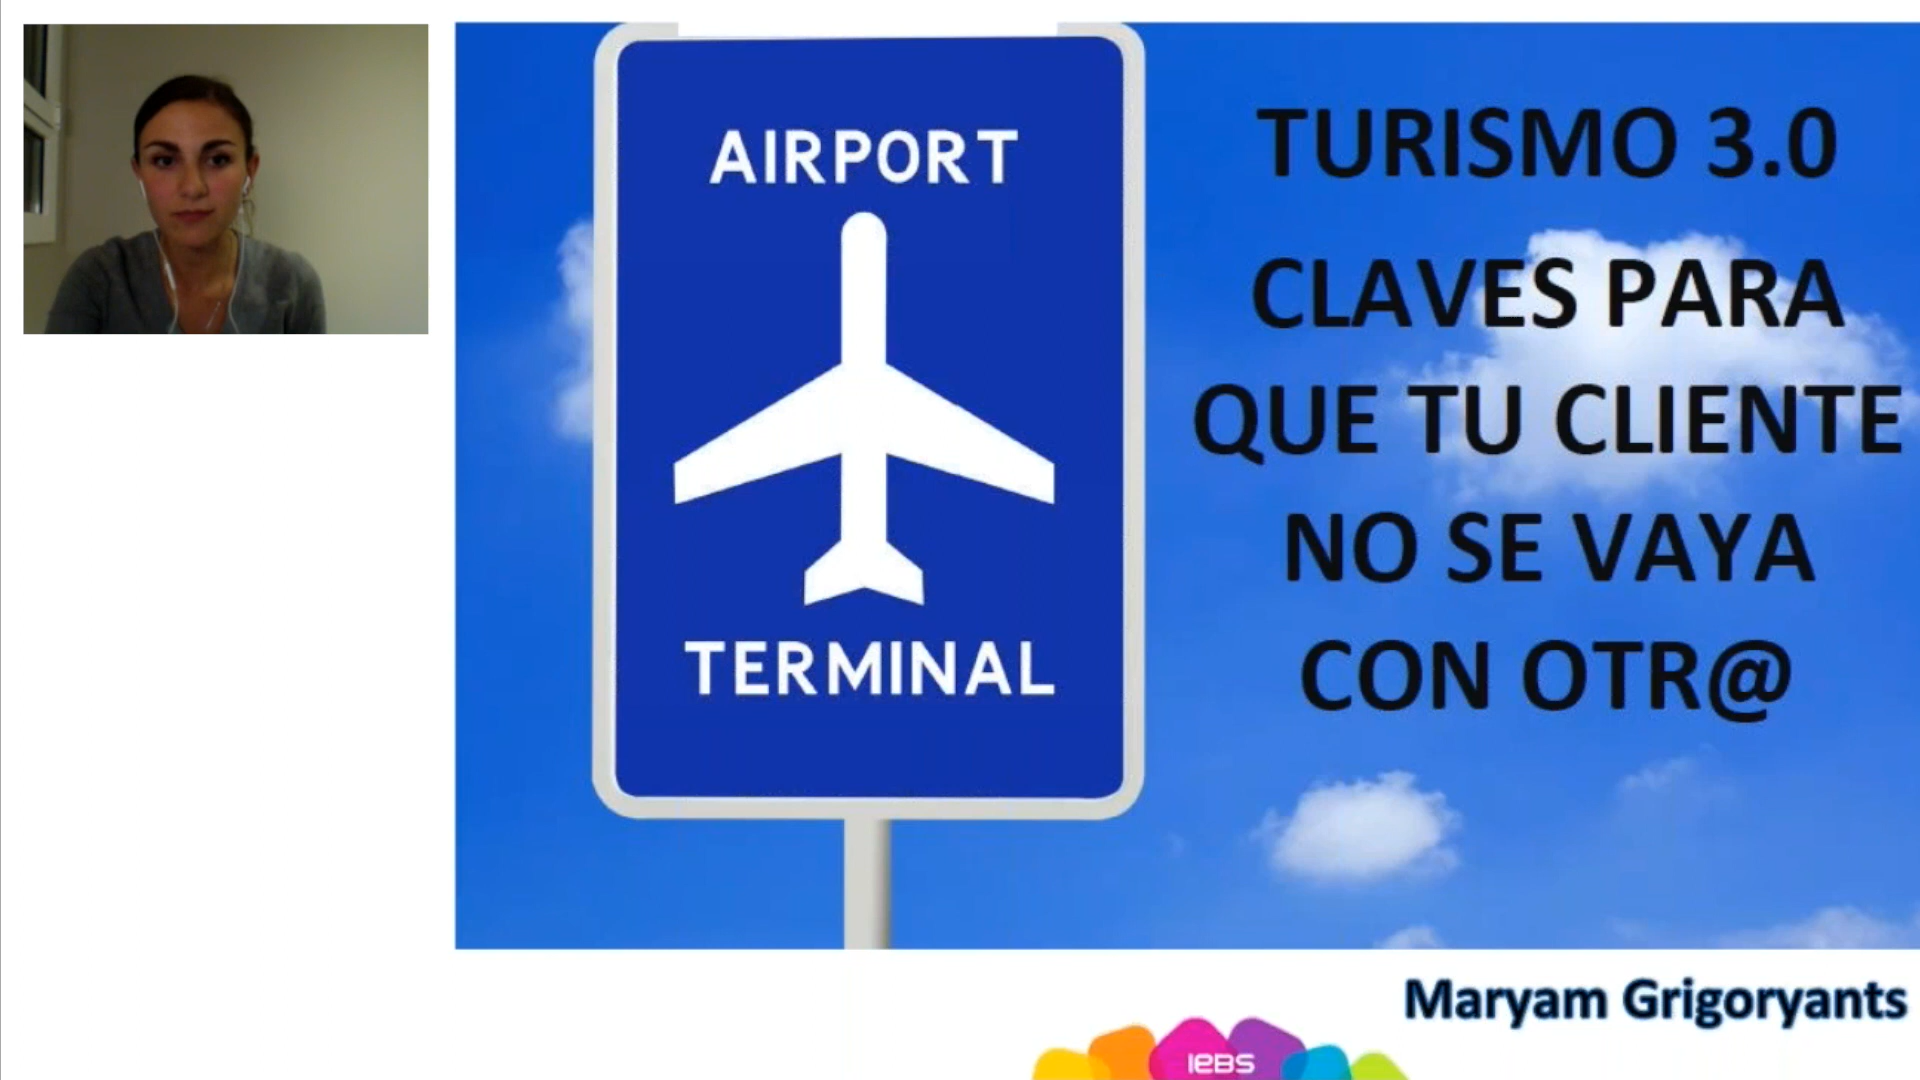 AIRPORT
TERMINAL
TURISMO 3.0
CLAVES PARA
QUE TU CLIENTE
NO SE VAYA
CON OTR@
Maryam Grigoryants
IEBS